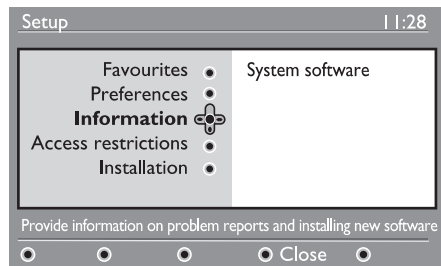 Setup 11:28
Favourites
Preferences
Information
Access restrictions
Installation
System software
Provide information on problem reports and installing new software
Close